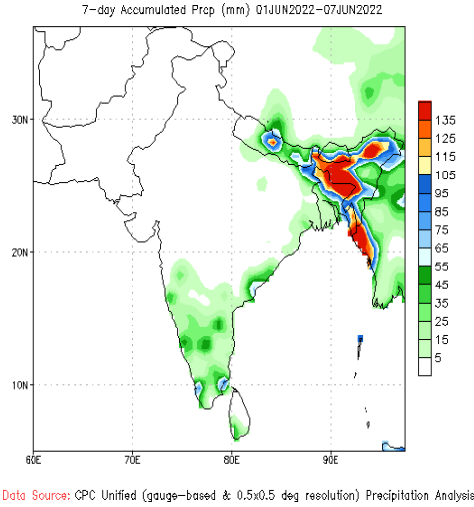 7-day Accumulated Prcp (mm) 01JUN2022-07JUN2022
30N
20N
10N
60E 70E 80E 90E
135
125
115
105
95
85
75
65
55
45
35
25
15
5
Data Source: CPC Unified (gauge-based & 0.5x0.5 deg resolution) Precipitation Analysis